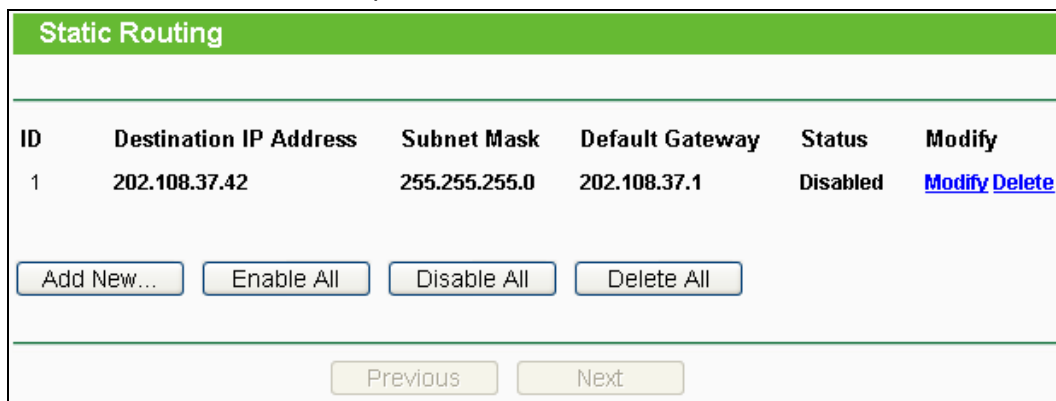 Static Routing
ID Destination IP Address Subnet Mask Default Gateway Status Modify
1 202.108.37.42 255.255.255.0 202.108.37.1 Disabled Modify Delete
Add New... Enable All Disable All Delete All
Previous Next